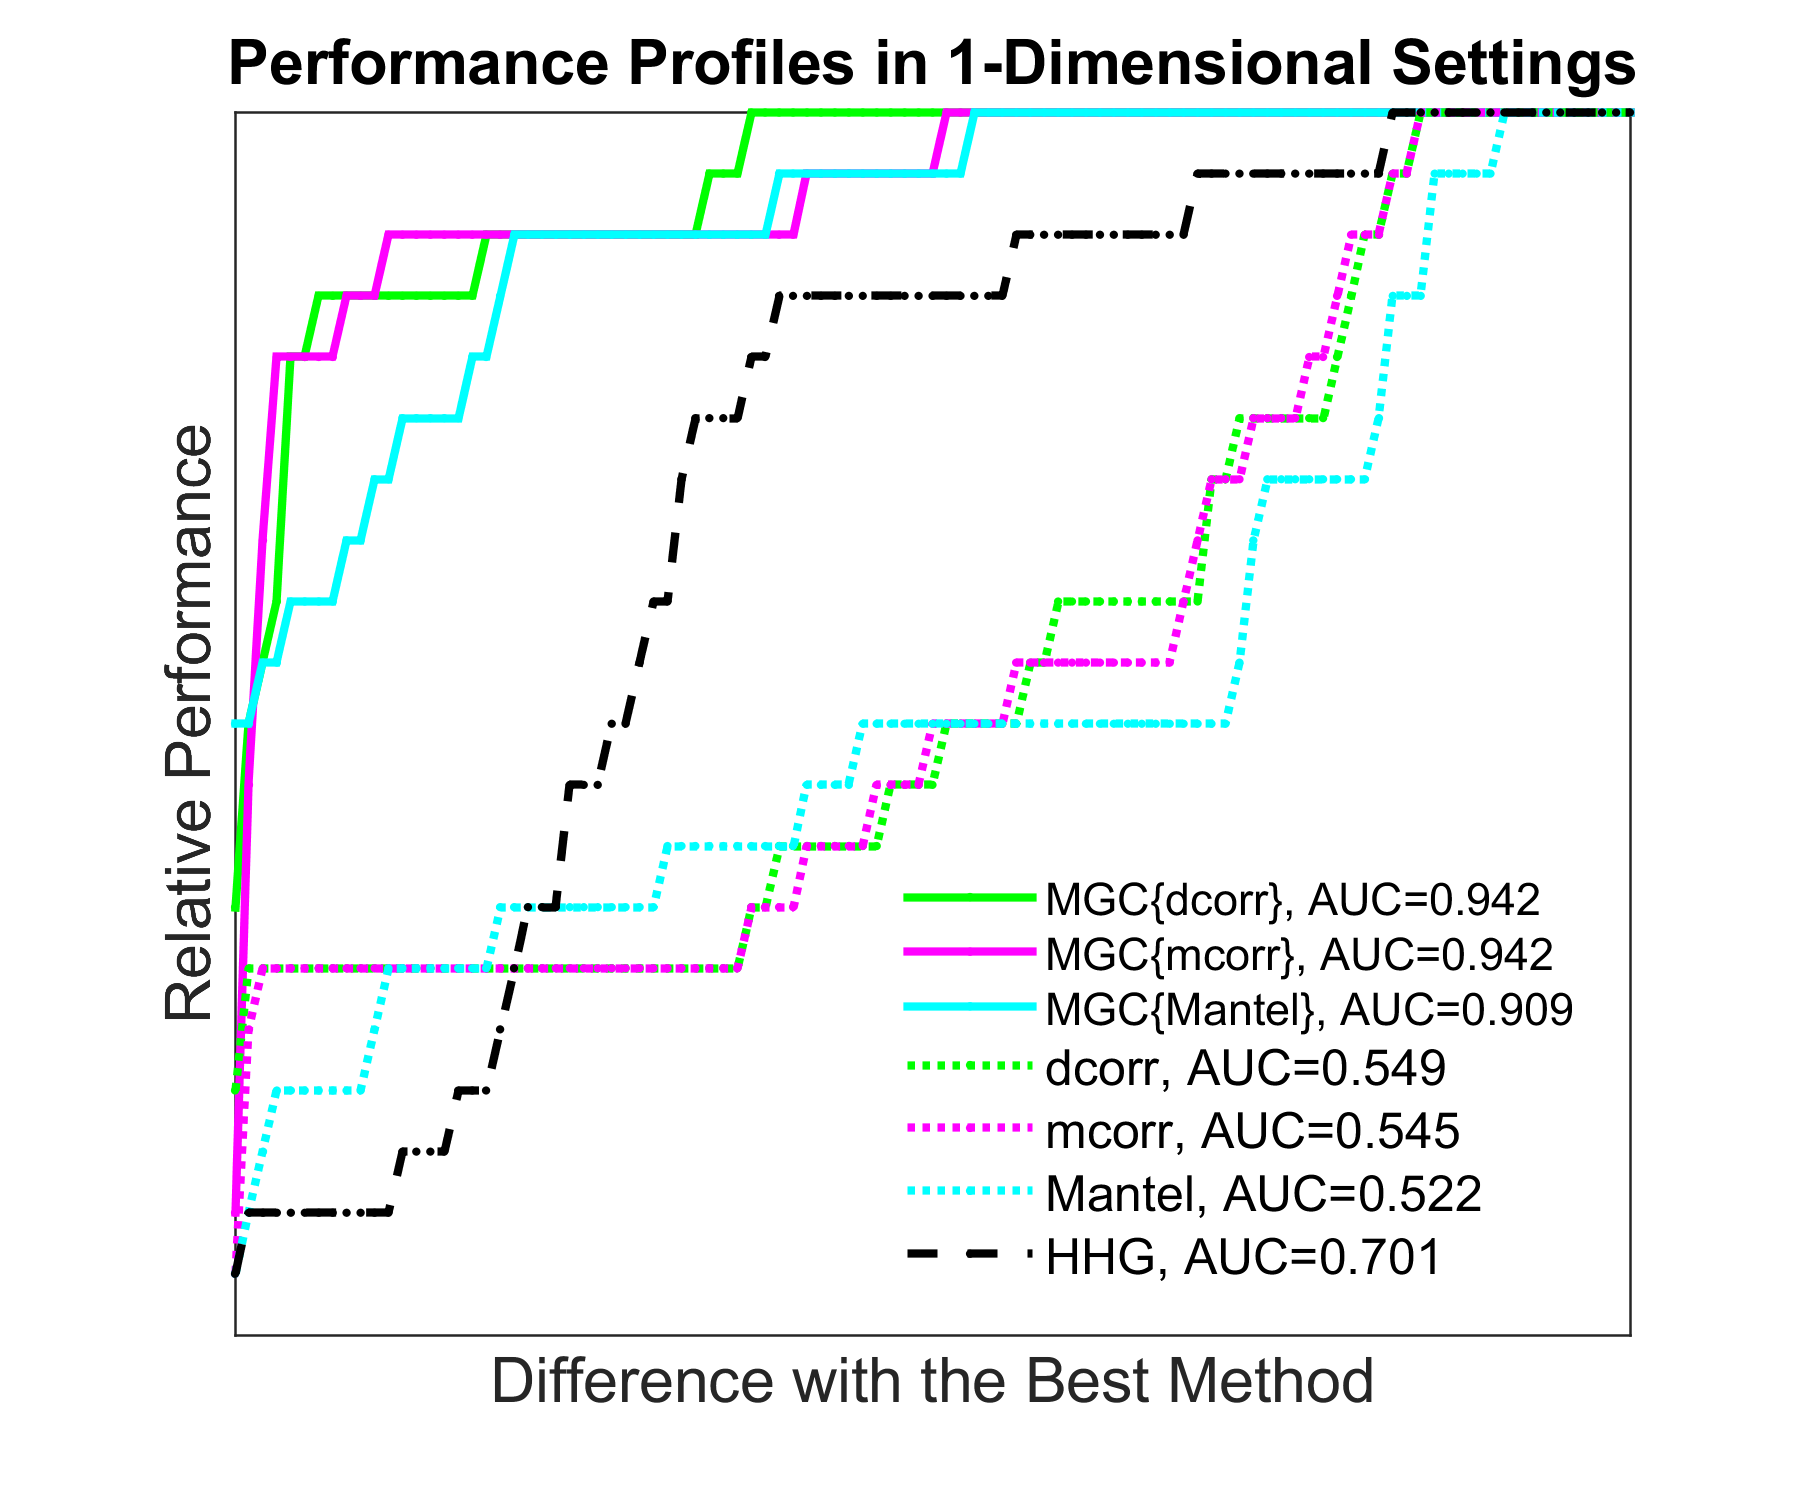 Performance Profiles in 1-Dimensional Settings
Relative Performance
MGC{dcorr}, AUC=0.942
MGC{mcorr}, AUC=0.942
MGC{Mantel}, AUC=0.909
dcorr, AUC=0.549
mcorr, AUC=0.545
Mantel, AUC=0.522
HHG, AUC=0.701
Difference with the Best Method